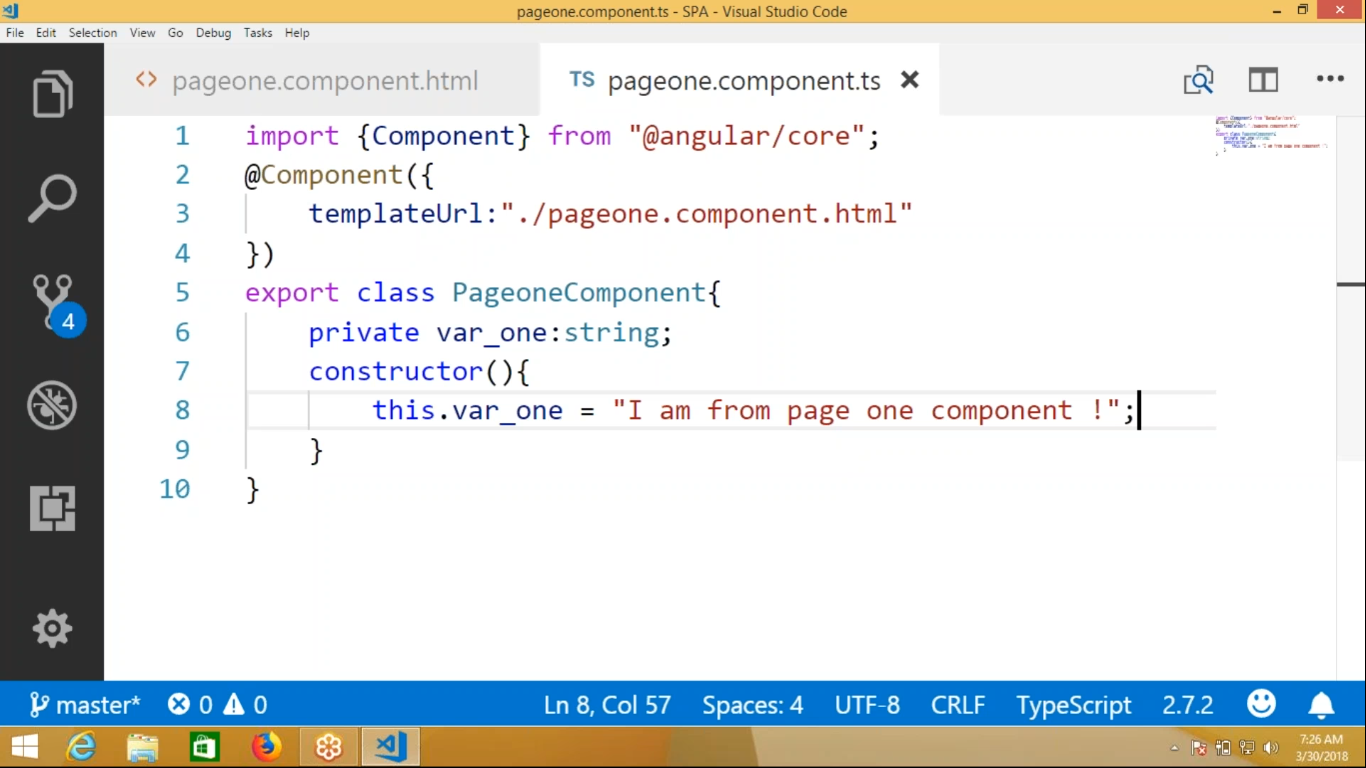 pageone.component.ts - SPA - Visual Studio Code
File Edit Selection View Go Debug Tasks Help
<> pageone.component.html TS pageone.component.ts
1 import {Component} from "@angular/core";
2 @Component({
3 templateUrl:"./pageone.component.html"
4 })
5 export class PageoneComponent{
6 private var_one:string;
7 constructor(){
8 this.var_one = "I am from page one component !";
9 }
10 }
4
master* 0 0 Ln 8, Col 57 Spaces: 4 UTF-8 CRLF TypeScript 2.7.2
7:26 AM
3/30/2018